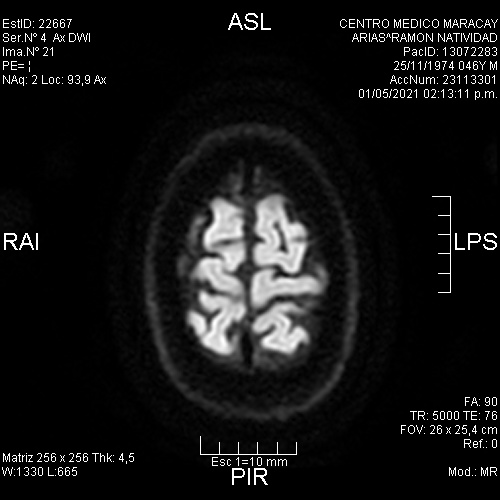 EstID: 22667
Ser.Nº 4 Ax DWI
Ima.Nº 21
PE= ¦
NAq: 2 Loc: 93,9 Ax
ASL
CENTRO MEDICO MARACAY
ARIAS^RAMON NATIVIDAD
PacID: 13072283
25/11/1974 046Y M
AccNum: 23113301
01/05/2021 02:13:11 p.m.
RAI
LPS
FA: 90
TR: 5000 TE: 76
FOV: 26 x 25,4 cm
Ref.: 0
Matriz 256 x 256 Thk: 4,5
W:1330 L:665
Esc 1=10 mm
PIR
Mod.: MR